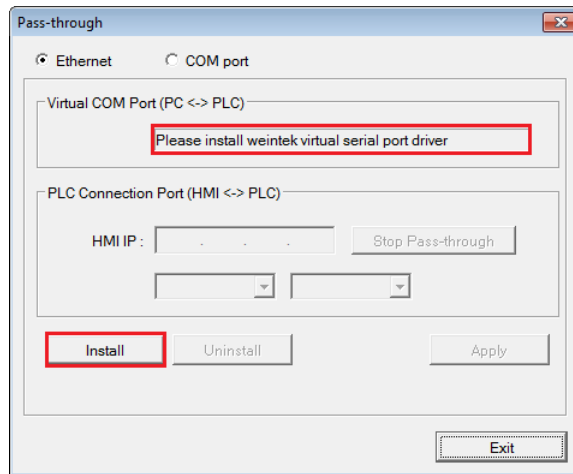 Pass-through
Ethernet COM port
Virtual COM Port (PC <-> PLC)
Please install weintek virtual serial port driver
PLC Connection Port (HMI <-> PLC)
HMI IP : . . . Stop Pass-through
Install Uninstall Apply
Exit